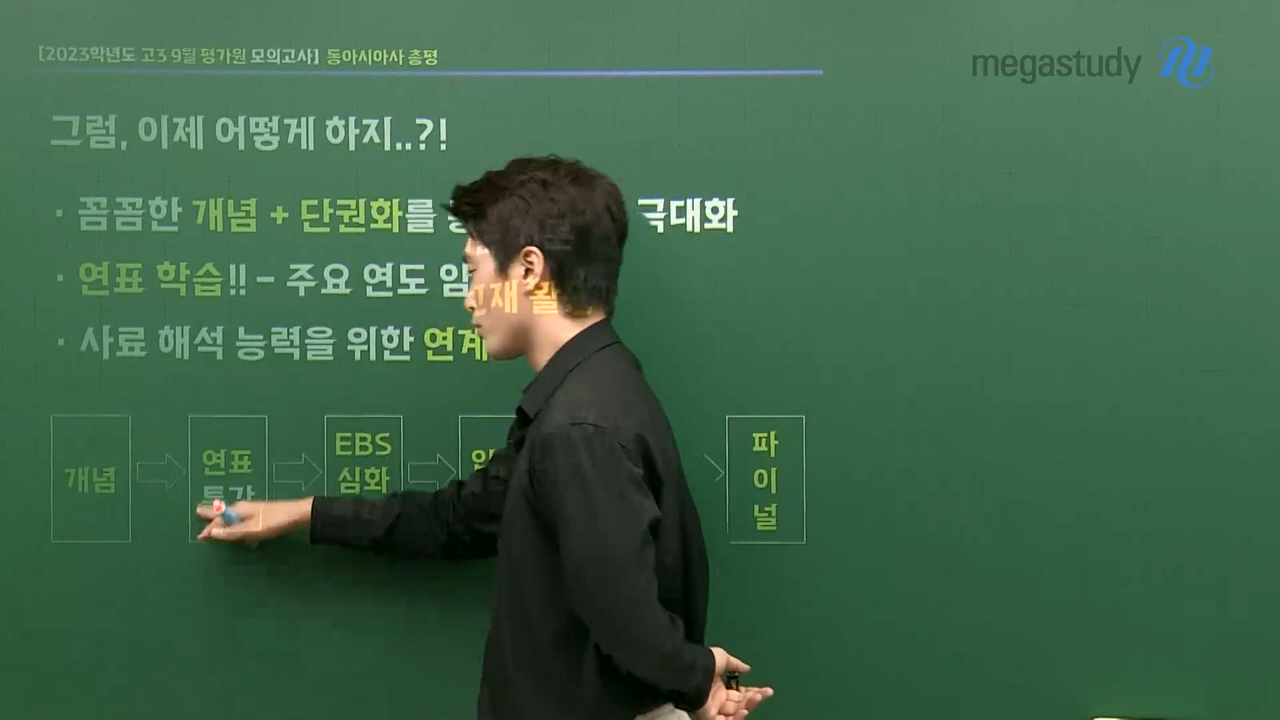 [2023학년도 고3 9월 평가원 모의고사] 동아시아사 총평
megastudy
그럼, 이제 어떻게 하지..?!
· 꼼꼼한 개념 + 단권화를 극대화
· 연표 학습!! - 주요 연도 암
· 사료 해석 능력을 위한 연계
개념
연표
특강
EBS
심화
파
이
널